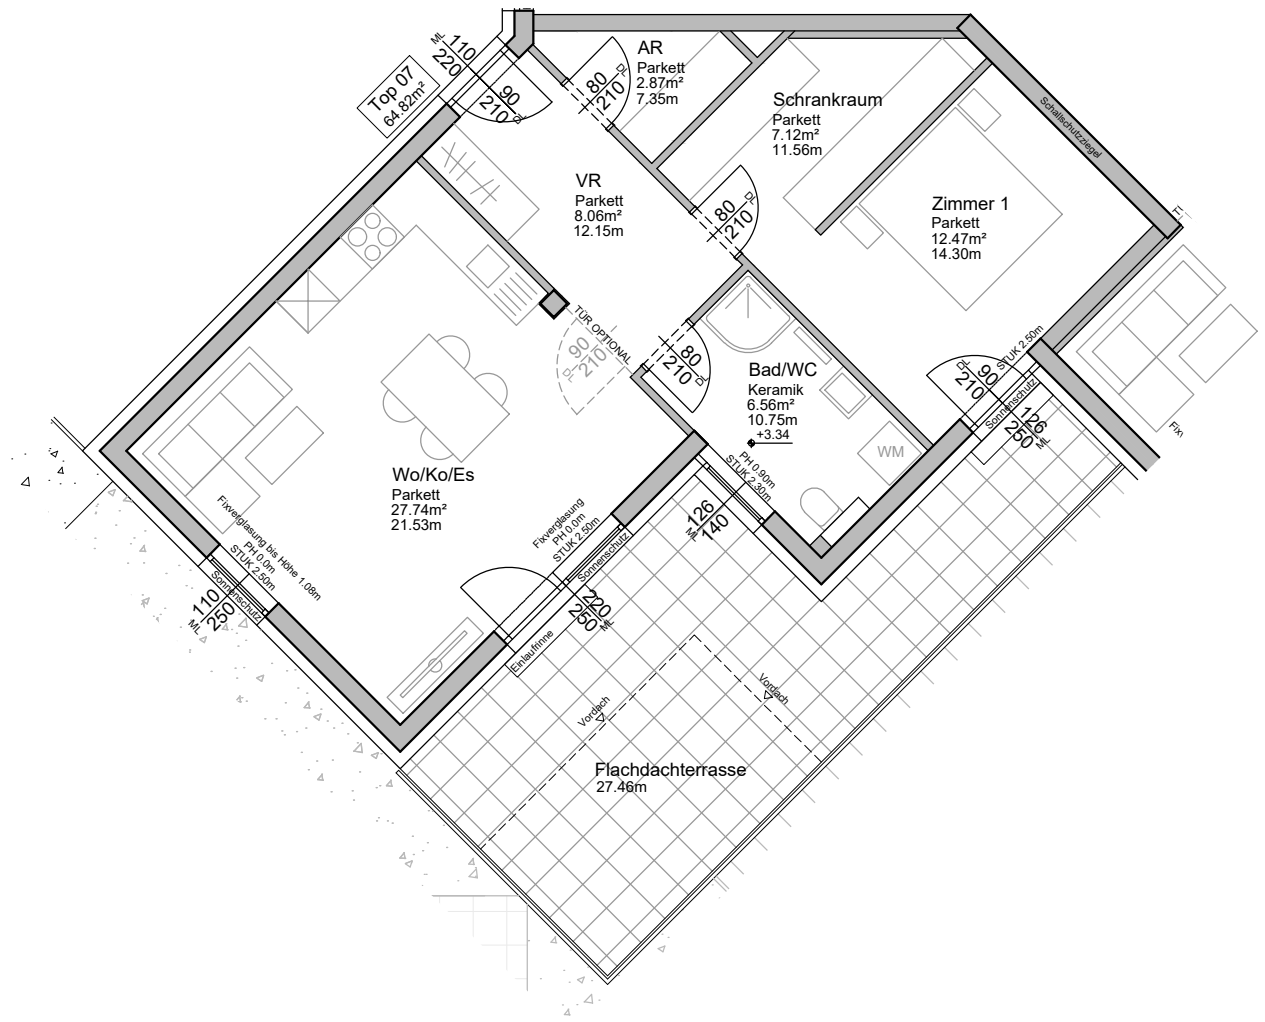 ML
110
220
Top 07
64.82m²
90
210
DL
80
210
DL
AR
Parkett
2.87m²
7.35m
Schrankraum
Parkett
7.12m²
11.56m
Schallschutzziegel
VR
Parkett
8.06m²
12.15m
80
210
DL
Zimmer 1
Parkett
12.47m²
14.30m
TÜR OPTIONAL
90
210
DL
80
210
DL
Bad/WC
Keramik
6.56m²
10.75m
+3.34
WM
STUK 2.50m
90
210
DL
Sonnenschutz
126
250
ML
PH 0.90m
STUK 2.30m
126
140
ML
Wo/Ko/Es
Parkett
27.74m²
21.53m
Fixverglasung bis Höhe 1.08m
PH 0.0m
STUK 2.50m
Sonnenschutz
110
250
ML
Fixverglasung
PH 0.0m
STUK 2.50m
Sonnenschutz
220
250
ML
Einlaufrinne
Vordach
Vordach
Flachdachterrasse
27.46m